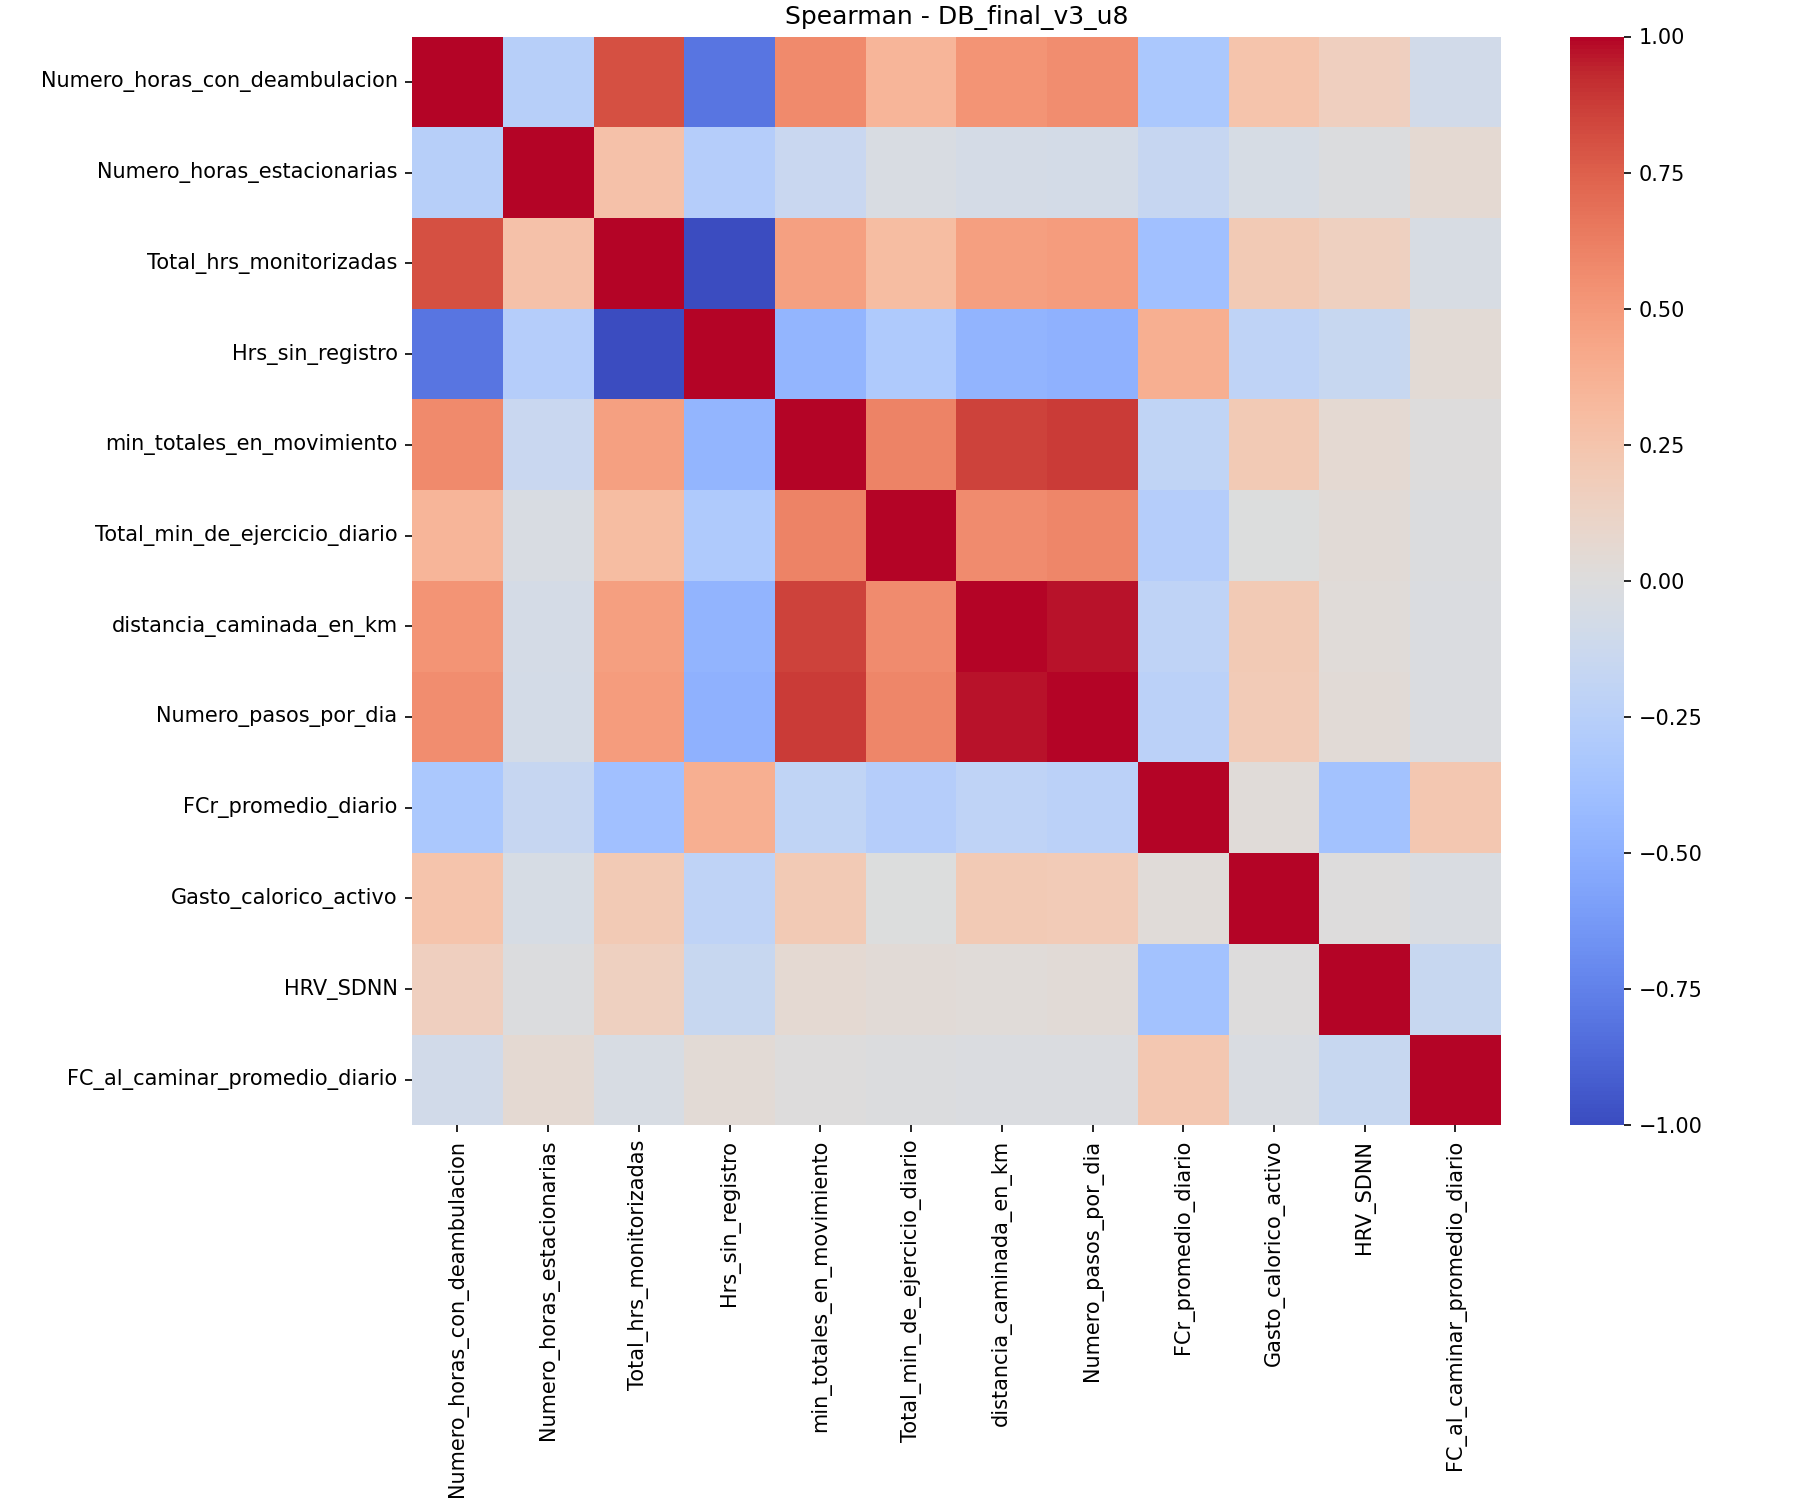 Spearman - DB_final_v3_u8
Numero_horas_con_deambulacion
Numero_horas_estacionarias
Total_hrs_monitorizadas
Hrs_sin_registro
min_totales_en_movimiento
Total_min_de_ejercicio_diario
distancia_caminada_en_km
Numero_pasos_por_dia
FCr_promedio_diario
Gasto_calorico_activo
HRV_SDNN
FC_al_caminar_promedio_diario
Numero_horas_con_deambulacion
Numero_horas_estacionarias
Total_hrs_monitorizadas
Hrs_sin_registro
min_totales_en_movimiento
Total_min_de_ejercicio_diario
distancia_caminada_en_km
Numero_pasos_por_dia
FCr_promedio_diario
Gasto_calorico_activo
HRV_SDNN
FC_al_caminar_promedio_diario
1.00
0.75
0.50
0.25
0.00
−0.25
−0.50
−0.75
−1.00